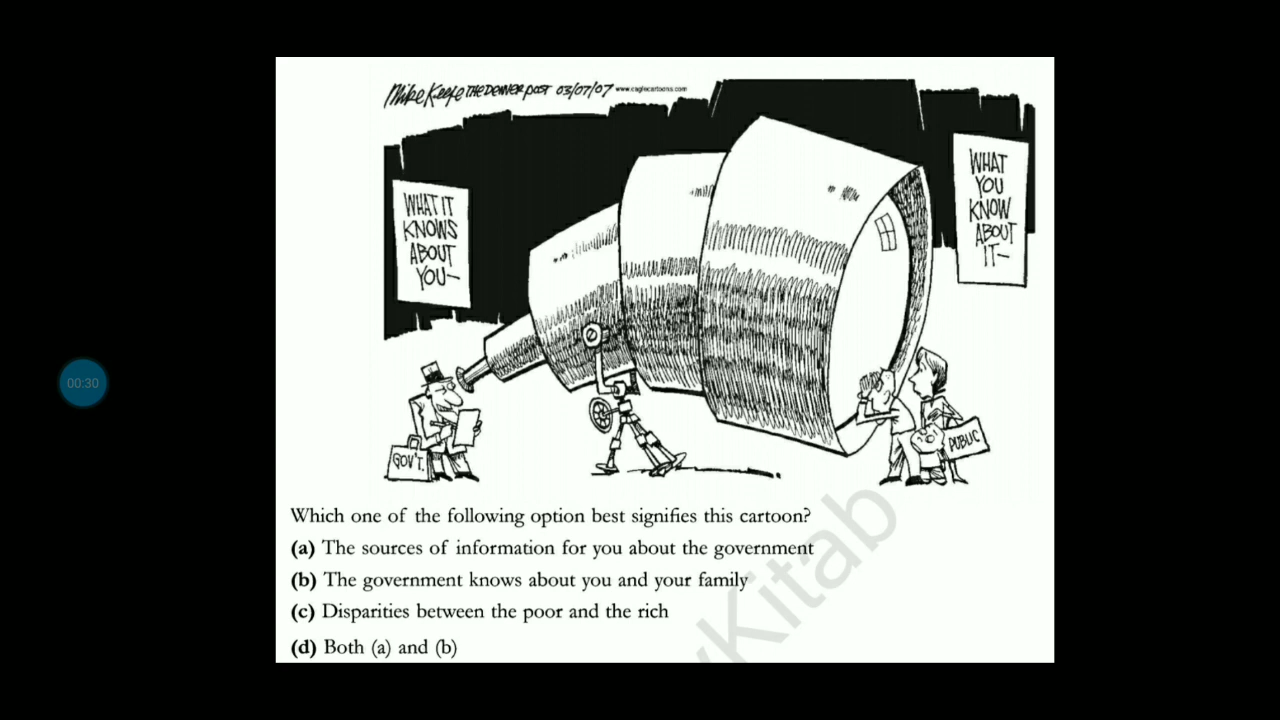 Mike Keefe THE DENVER POST 03/07/07 www.caglecartoons.com
WHAT IT
KNOWS
ABOUT
YOU—
WHAT
YOU
KNOW
ABOUT
IT—
00:30
GOV'T.
PUBLIC
Which one of the following option best signifies this cartoon?
(a) The sources of information for you about the government
(b) The government knows about you and your family
(c) Disparities between the poor and the rich
(d) Both (a) and (b)